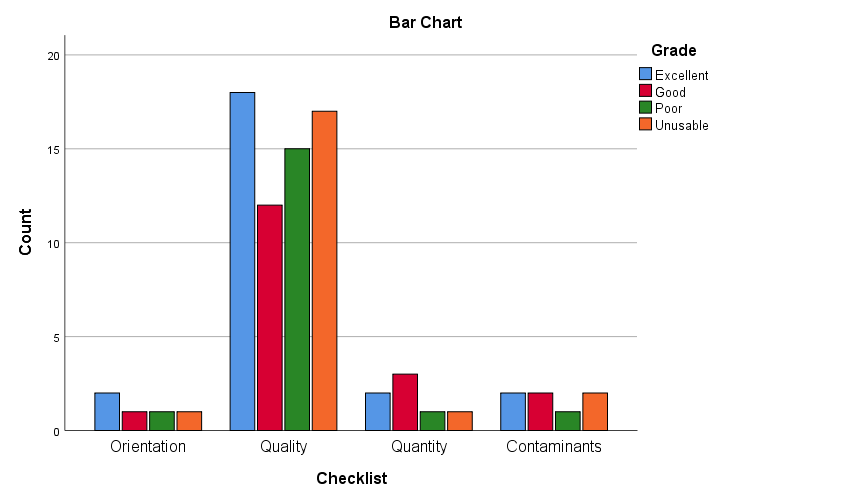 Bar Chart
Grade
Excellent
Good
Poor
Unusable
Count
20
15
10
5
0
Orientation Quality Quantity Contaminants
Checklist